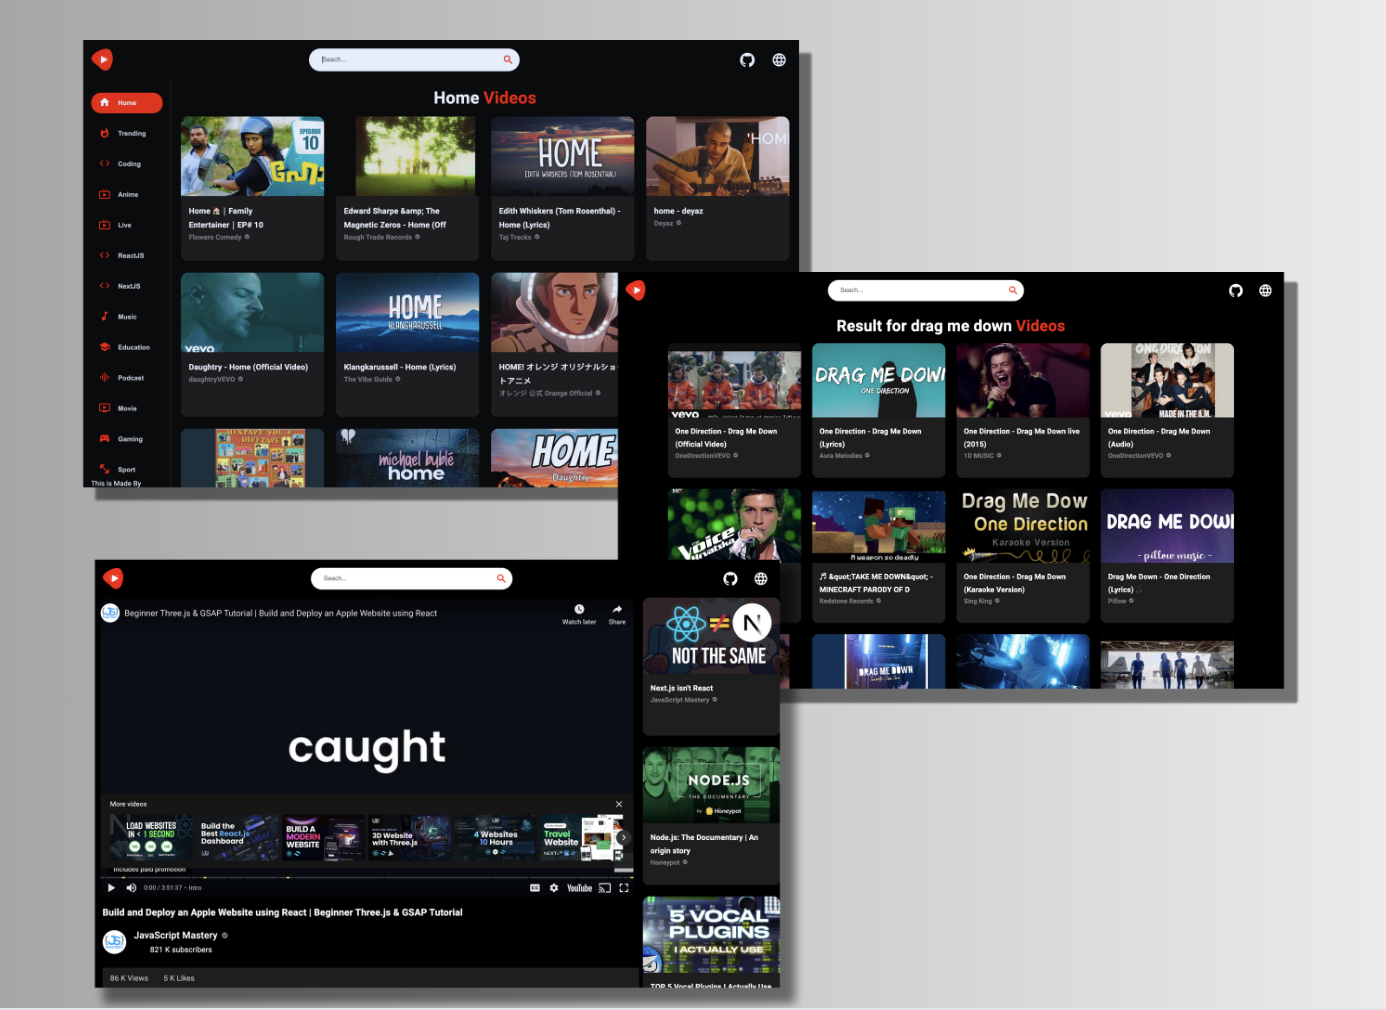 Seach...
Home Videos
Home
Trending
Coding
Anime
Live
ReactJS
NextJS
Music
Education
Podcast
Movie
Gaming
Sport
This is Made By
EPISODE
10
Home 🏠 | Family
Entertainer | EP# 10
Flowers Comedy
Edward Sharpe &amp; The
Magnetic Zeros - Home (Off
Rough Trade Records
HOME
EDITH WHISKERS (TOM ROSENTHAL)
Edith Whiskers (Tom Rosenthal) -
Home (Lyrics)
Taj Tracks
'HOM
home - deyaz
Deyaz
vevo
Daughtry - Home (Official Video)
daughtryVEVO
HOME
KLANGKARUSSELL
Klangkarussell - Home (Lyrics)
The Vibe Guide
HOME! オレンジ オリジナルショ
トアニメ
オレンジ 公式 Orange Official
michael bublé
home
HOME
Daughtry
Seach...
Result for drag me down Videos
vevo
One Direction - Drag Me Down
(Official Video)
OneDirectionVEVO
DRAG ME DOWN
ONE DIRECTION
One Direction - Drag Me Down
(Lyrics)
Aura Melodies
One Direction - Drag Me Down live
(2015)
1D MUSIC
ONE DIRECTION
vevo
MADE IN THE A.M.
One Direction - Drag Me Down
(Audio)
OneDirectionVEVO
Voice
Hrvatska
A weapon so deadly
♬ &quot;TAKE ME DOWN&quot; -
MINECRAFT PARODY OF D
Redstone Records
Drag Me Dow
One Direction
Karaoke Version
One Direction - Drag Me Down
(Karaoke Version)
Sing King
DRAG ME DOWI
- pillow music -
Drag Me Down - One Direction
(Lyrics) 🎵
Pillow
DRAG ME DOWN
Seach...
Beginner Three.js & GSAP Tutorial | Build and Deploy an Apple Website using React
Watch later
Share
caught
More videos
LOAD WEBSITES
IN < 1 SECOND
Build the
Best React.js
Dashboard
BUILD A
MODERN
WEBSITE
3D Website
with Three.js
4 Websites
10 Hours
Travel
Website
Includes paid promotion
0:00 / 3:51:37 • Intro
CC
YouTube
Build and Deploy an Apple Website using React | Beginner Three.js & GSAP Tutorial
JavaScript Mastery
821 K subscribers
86 K Views
5 K Likes
N
NOT THE SAME
Next.js isn't React
JavaScript Mastery
NODE.JS
THE DOCUMENTARY
by Honeypot
Node.js: The Documentary | An
origin story
Honeypot
5 VOCAL
PLUGINS
I ACTUALLY USE
TOP 5 Vocal Plugins I Actually Use